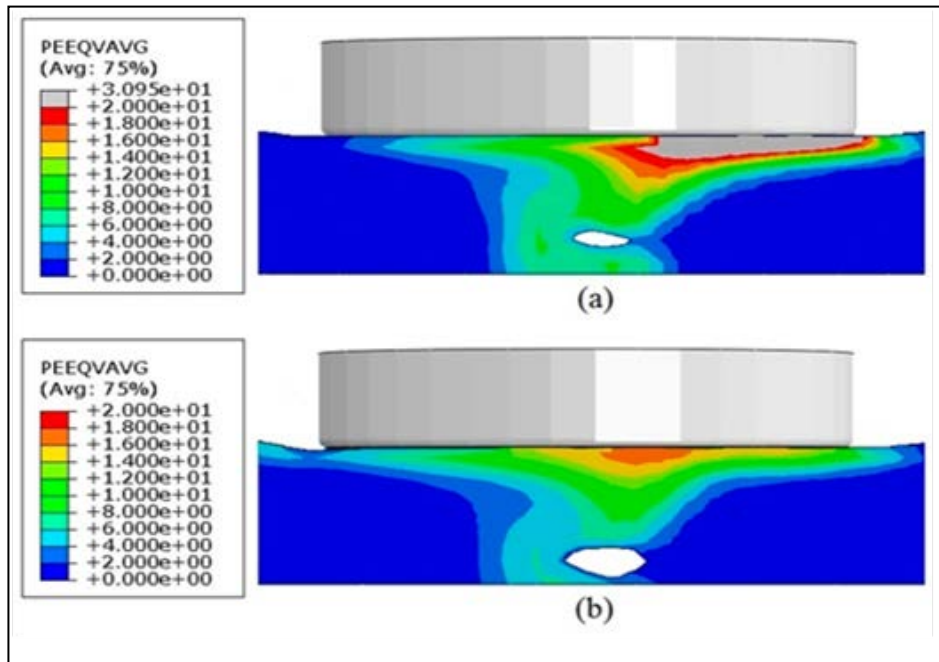 PEEQVAVG
(Avg: 75%)
+3.095e+01
+2.000e+01
+1.800e+01
+1.600e+01
+1.400e+01
+1.200e+01
+1.000e+01
+8.000e+00
+6.000e+00
+4.000e+00
+2.000e+00
+0.000e+00
(a)
PEEQVAVG
(Avg: 75%)
+2.000e+01
+1.800e+01
+1.600e+01
+1.400e+01
+1.200e+01
+1.000e+01
+8.000e+00
+6.000e+00
+4.000e+00
+2.000e+00
+0.000e+00
(b)